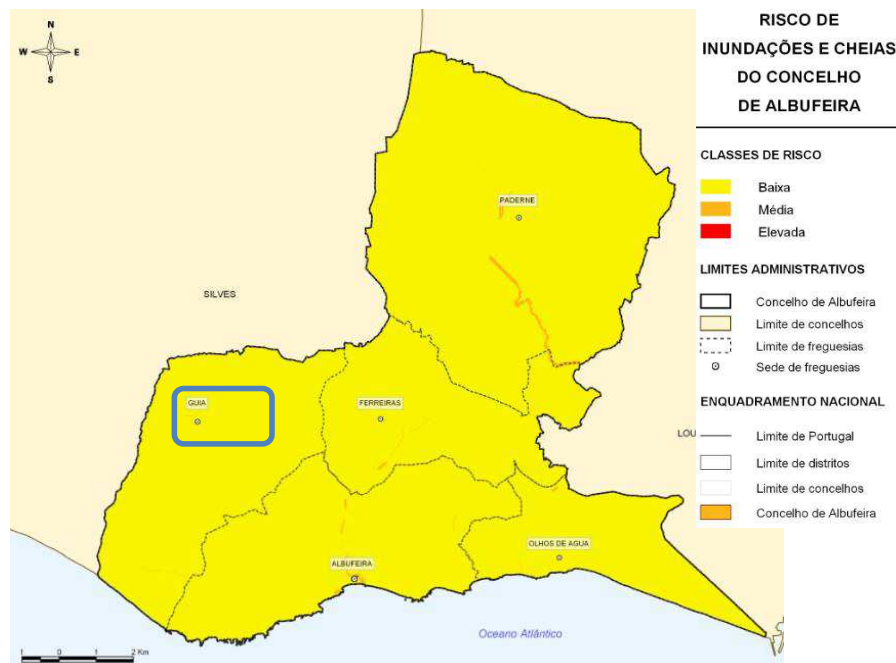 RISCO DE
INUNDAÇÕES E CHEIAS
DO CONCELHO
DE ALBUFEIRA
CLASSES DE RISCO
Baixa
Média
Elevada
LIMITES ADMINISTRATIVOS
Concelho de Albufeira
Limite de concelhos
Limite de freguesias
Sede de freguesias
ENQUADRAMENTO NACIONAL
Limite de Portugal
Limite de distritos
Limite de concelhos
Concelho de Albufeira
N
W E
S
PADERNE
SILVES
GUIA
FERREIRAS
LOU
OLHOS DE AGUA
ALBUFEIRA
Oceano Atlântico
1 0 1 2 Km